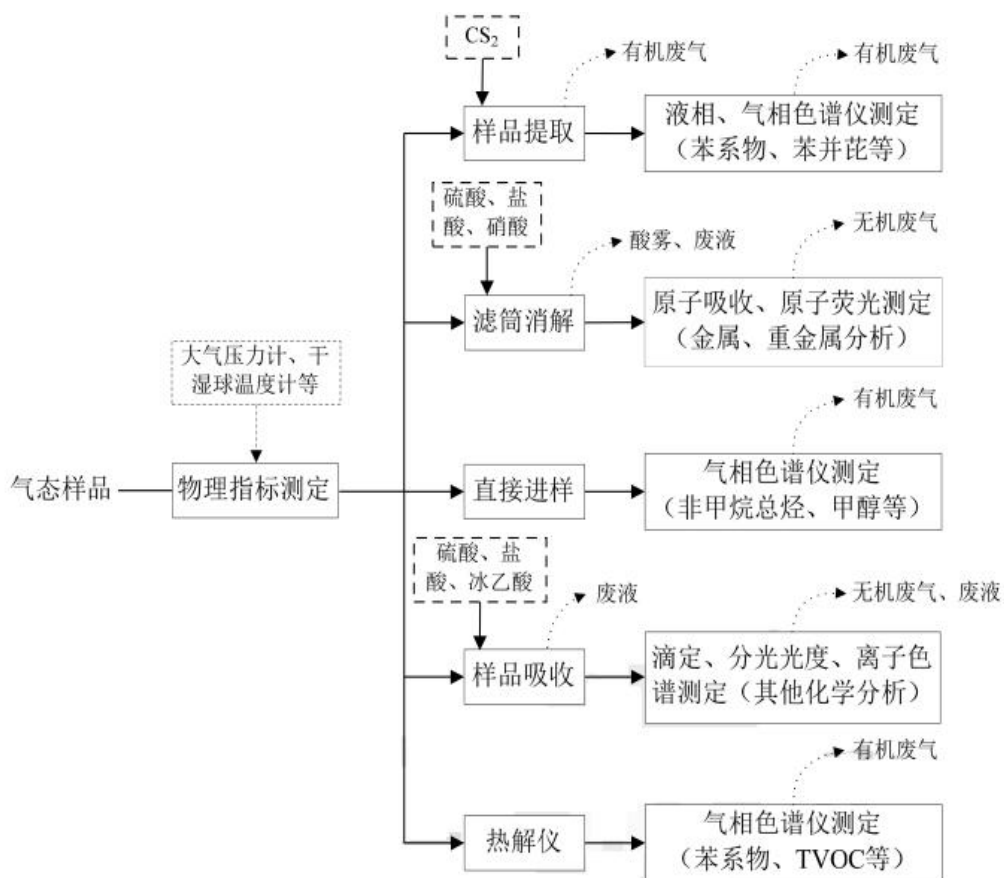 CS₂
有机废气
有机废气
样品提取
液相、气相色谱仪测定
（苯系物、苯并芘等）
硫酸、盐
酸、硝酸
酸雾、废液
无机废气
滤筒消解
原子吸收、原子荧光测定
（金属、重金属分析）
大气压力计、干
湿球温度计等
有机废气
气态样品
物理指标测定
直接进样
气相色谱仪测定
（非甲烷总烃、甲醇等）
硫酸、盐
酸、冰乙酸
废液
无机废气、废液
样品吸收
滴定、分光光度、离子色
谱测定（其他化学分析）
有机废气
热解仪
气相色谱仪测定
（苯系物、TVOC等）